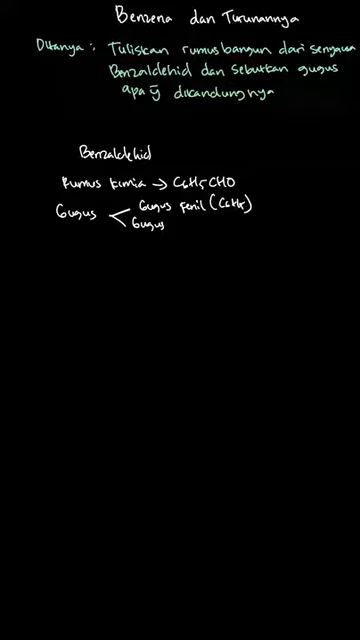 Benzena dan Turunannya
Ditanya : Tuliskan rumus bangun dari senyawa
Benzaldehid dan sebutkan gugus
apa yg dikandungnya
Benzaldehid
Rumus kimia → C6H5CHO
Gugus < Gugus fenil (C6H5)
Gugus